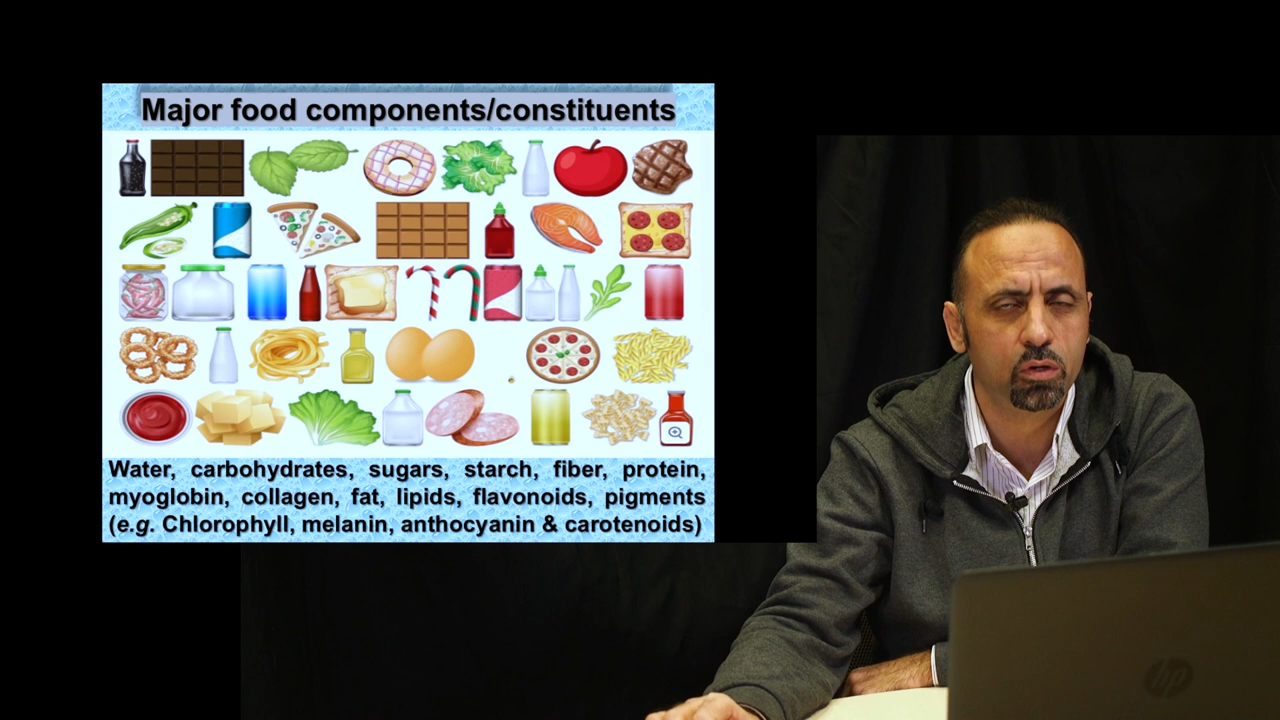 Major food components/constituents
Water, carbohydrates, sugars, starch, fiber, protein,
myoglobin, collagen, fat, lipids, flavonoids, pigments
(e.g. Chlorophyll, melanin, anthocyanin & carotenoids)
hp